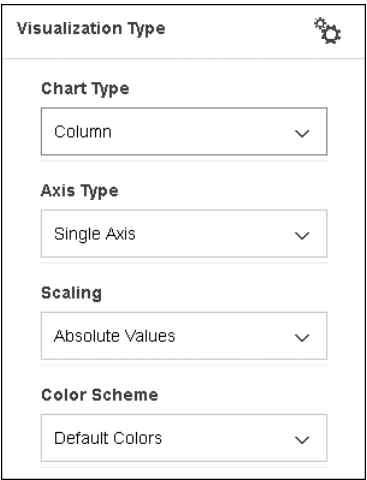 Visualization Type
Chart Type
Column
Axis Type
Single Axis
Scaling
Absolute Values
Color Scheme
Default Colors